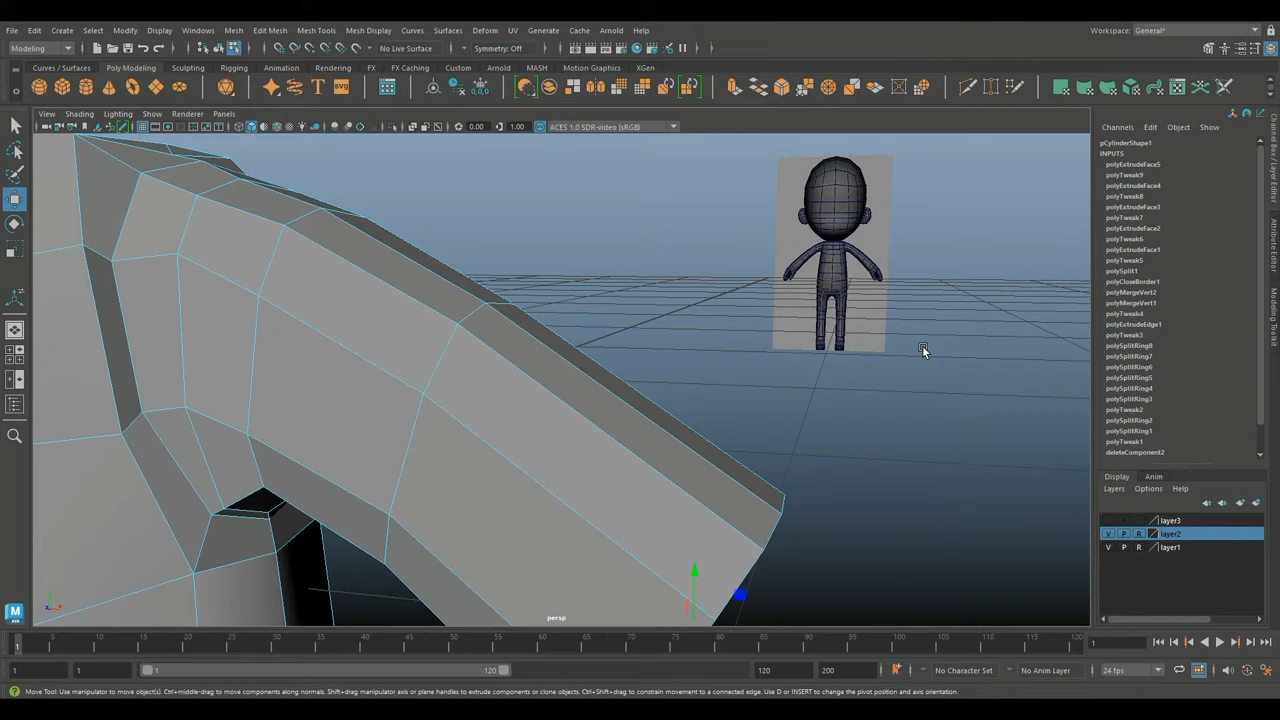 File Edit Create Select Modify Display Windows Mesh Edit Mesh Mesh Tools Mesh Display Curves Surfaces Deform UV Generate Cache Arnold Help
Workspace: General*
Modeling No Live Surface Symmetry: Off
Curves / Surfaces Poly Modeling Sculpting Rigging Animation Rendering FX FX Caching Custom Arnold MASH Motion Graphics XGen
SVG
View Shading Lighting Show Renderer Panels
0.00 1.00 ACES 1.0 SDR-video [sRGB]
Channels Edit Object Show
pCylinderShape1
INPUTS
polyExtrudeFace5
polyTweak9
polyExtrudeFace4
polyTweak8
polyExtrudeFace3
polyTweak7
polyExtrudeFace2
polyTweak6
polyExtrudeFace1
polyTweak5
polySplit1
polyCloseBorder1
polyMergeVert2
polyMergeVert1
polyTweak4
polyExtrudeEdge1
polyTweak3
polySplitRing8
polySplitRing7
polySplitRing6
polySplitRing5
polySplitRing4
polySplitRing3
polyTweak2
polySplitRing2
polySplitRing1
polyTweak1
deleteComponent2
Channel Box / Layer Editor
Attribute Editor
Modeling Toolkit
Display Anim
Layers Options Help
layer3
V P R layer2
V P R layer1
persp
5 10 15 20 25 30 35 40 45 50 55 60 65 70 75 80 85 90 95 100 105 110 115 120
1
1 1 1 120 120 200 No Character Set No Anim Layer 24 fps
Move Tool: Use manipulator to move object(s). Ctrl+middle-drag to move components along normals. Shift+drag manipulator axis or plane handles to extrude components or clone objects. Ctrl+Shift+drag to constrain movement to a connected edge. Use D or INSERT to change the pivot position and axis orientation.